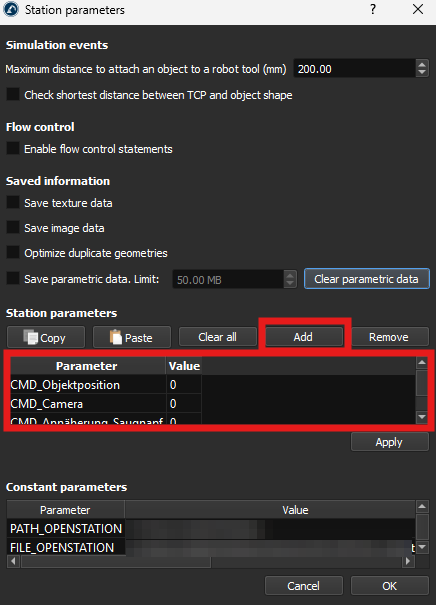 Station parameters ? ×
Simulation events
Maximum distance to attach an object to a robot tool (mm) 200.00
Check shortest distance between TCP and object shape
Flow control
Enable flow control statements
Saved information
Save texture data
Save image data
Optimize duplicate geometries
Save parametric data. Limit: 50.00 MB Clear parametric data
Station parameters
Copy Paste Clear all Add Remove
Parameter Value
CMD_Objektposition 0
CMD_Camera 0
CMD_Annäherung_Saugnapf 0
Apply
Constant parameters
Parameter Value
PATH_OPENSTATION
FILE_OPENSTATION
Cancel OK